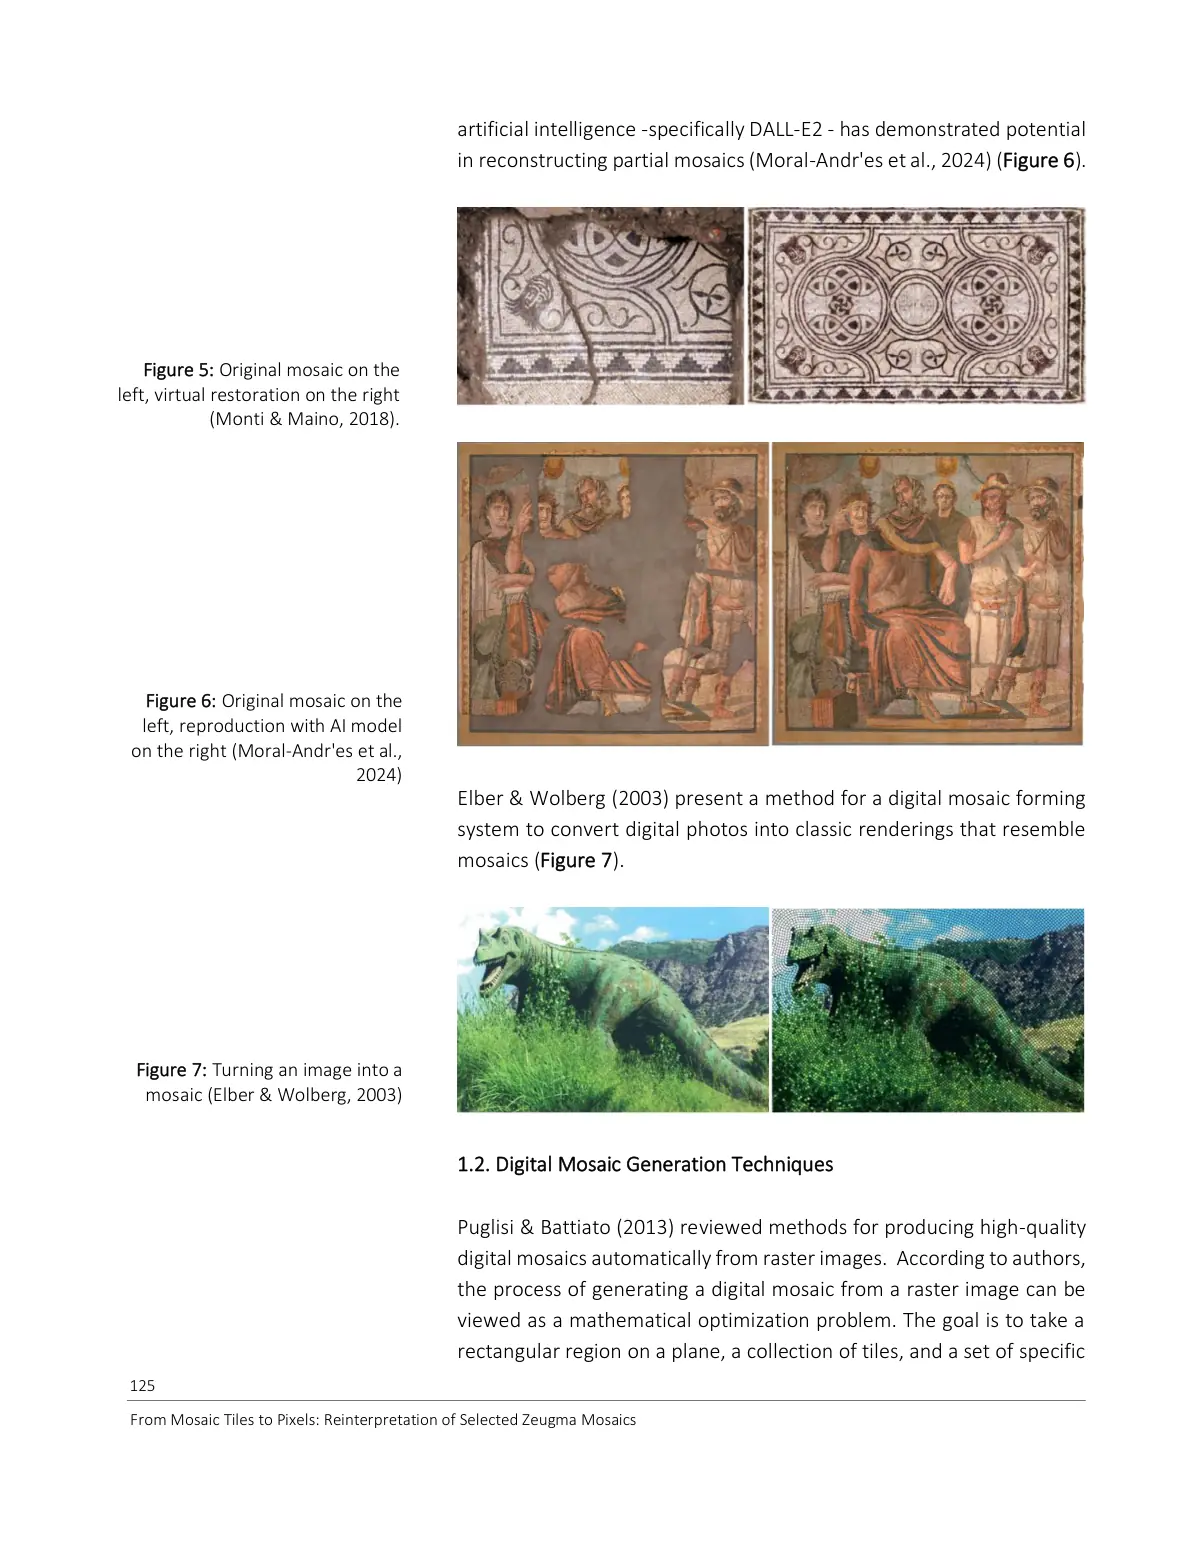 artificial intelligence -specifically DALL-E2 - has demonstrated potential
in reconstructing partial mosaics (Moral-Andr'es et al., 2024) (Figure 6).
Figure 5: Original mosaic on the
left, virtual restoration on the right
(Monti & Maino, 2018).
Figure 6: Original mosaic on the
left, reproduction with AI model
on the right (Moral-Andr'es et al.,
2024)
Elber & Wolberg (2003) present a method for a digital mosaic forming
system to convert digital photos into classic renderings that resemble
mosaics (Figure 7).
Figure 7: Turning an image into a
mosaic (Elber & Wolberg, 2003)
1.2. Digital Mosaic Generation Techniques
Puglisi & Battiato (2013) reviewed methods for producing high-quality
digital mosaics automatically from raster images.  According to authors,
the process of generating a digital mosaic from a raster image can be
viewed as a mathematical optimization problem. The goal is to take a
rectangular region on a plane, a collection of tiles, and a set of specific
125
From Mosaic Tiles to Pixels: Reinterpretation of Selected Zeugma Mosaics